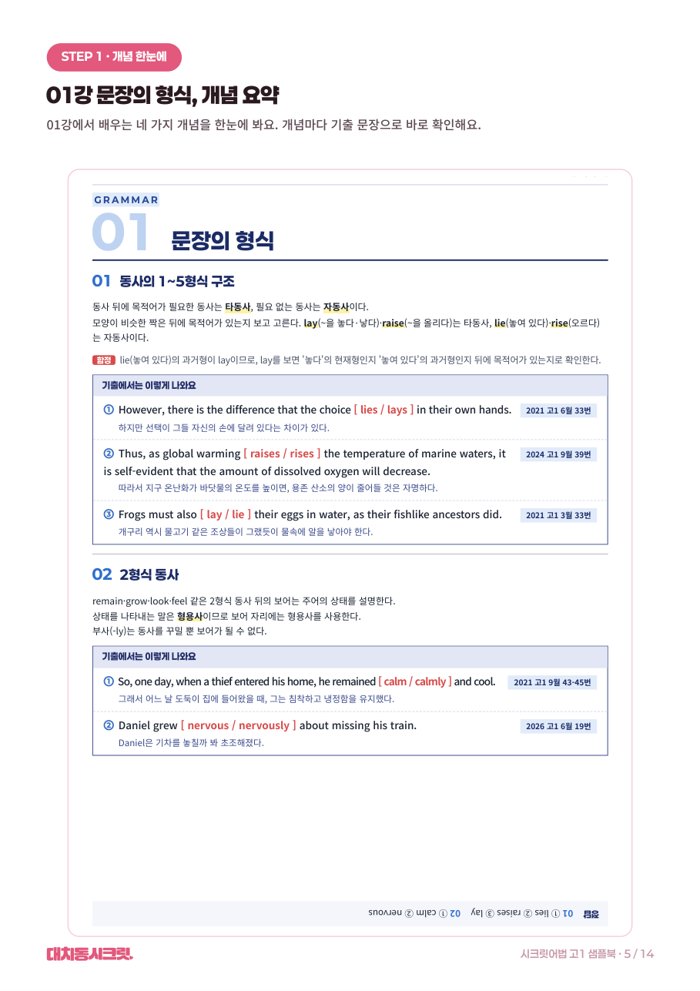 STEP 1 · 개념 한눈에
01강 문장의 형식, 개념 요약
01강에서 배우는 네 가지 개념을 한눈에 봐요. 개념마다 기출 문장으로 바로 확인해요.
GRAMMAR
01 문장의 형식
01 동사의 1~5형식 구조
동사 뒤에 목적어가 필요한 동사는 타동사, 필요 없는 동사는 자동사이다.
모양이 비슷한 짝은 뒤에 목적어가 있는지 보고 고른다. lay(~을 놓다·낳다)·raise(~을 올리다)는 타동사, lie(놓여 있다)·rise(오르다)
는 자동사이다.
함정 lie(놓여 있다)의 과거형이 lay이므로, lay를 보면 '놓다'의 현재형인지 '놓여 있다'의 과거형인지 뒤에 목적어가 있는지로 확인한다.
기출에서는 이렇게 나와요
① However, there is the difference that the choice [ lies / lays ] in their own hands. 2021 고1 6월 33번
하지만 선택이 그들 자신의 손에 달려 있다는 차이가 있다.
② Thus, as global warming [ raises / rises ] the temperature of marine waters, it 2024 고1 9월 39번
is self-evident that the amount of dissolved oxygen will decrease.
따라서 지구 온난화가 바닷물의 온도를 높이면, 용존 산소의 양이 줄어들 것은 자명하다.
③ Frogs must also [ lay / lie ] their eggs in water, as their fishlike ancestors did. 2021 고1 3월 33번
개구리 역시 물고기 같은 조상들이 그랬듯이 물속에 알을 낳아야 한다.
02 2형식 동사
remain·grow·look·feel 같은 2형식 동사 뒤의 보어는 주어의 상태를 설명한다.
상태를 나타내는 말은 형용사이므로 보어 자리에는 형용사를 사용한다.
부사(-ly)는 동사를 꾸밀 뿐 보어가 될 수 없다.
기출에서는 이렇게 나와요
① So, one day, when a thief entered his home, he remained [ calm / calmly ] and cool. 2021 고1 9월 43-45번
그래서 어느 날 도둑이 집에 들어왔을 때, 그는 침착하고 냉정함을 유지했다.
② Daniel grew [ nervous / nervously ] about missing his train. 2026 고1 6월 19번
Daniel은 기차를 놓칠까 봐 초조해졌다.
정답 01 ① lies ② raises ③ lay 02 ① calm ② nervous
대치동시크릿.
시크릿어법 고1 샘플북 · 5 / 14